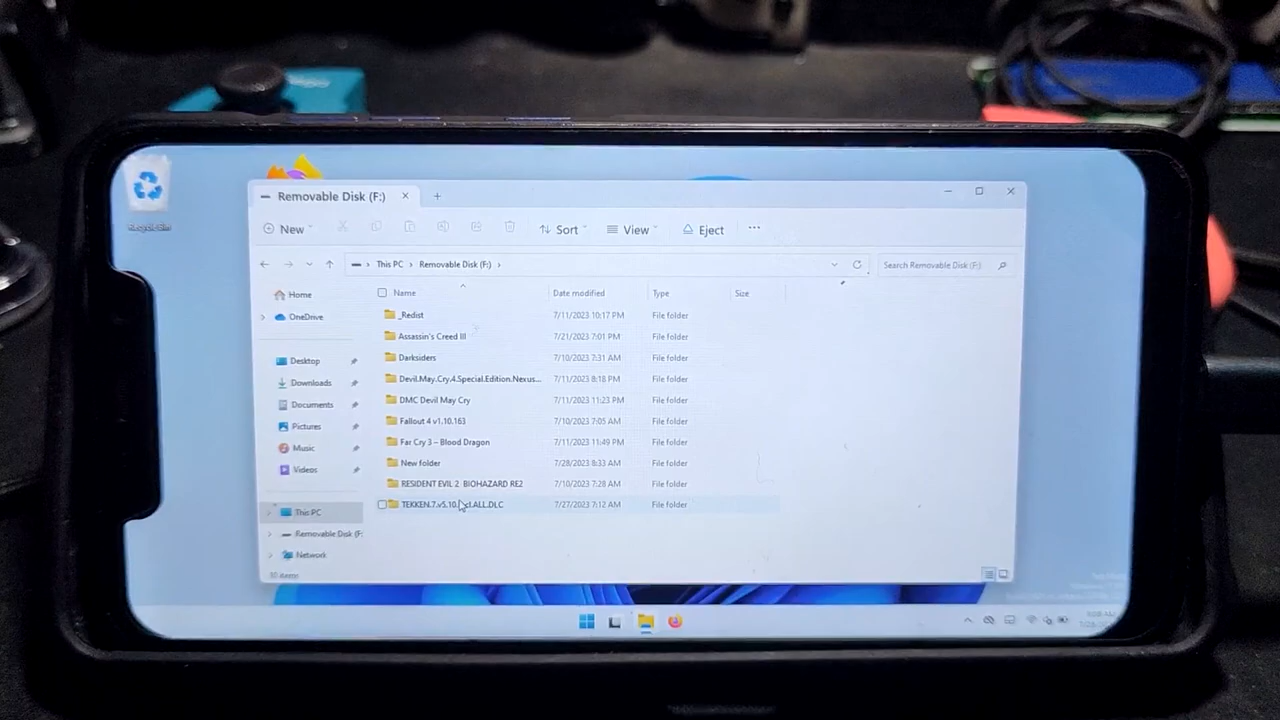 Recycle Bin
Removable Disk (F:)
New
Sort
View
Eject
This PC > Removable Disk (F:) >
Search Removable Disk (F:)
Name Date modified Type Size
Home
OneDrive
Desktop
Downloads
Documents
Pictures
Music
Videos
This PC
Removable Disk (F:
Network
_Redist 7/11/2023 10:17 PM File folder
Assassin's Creed III 7/21/2023 7:01 PM File folder
Darksiders 7/10/2023 7:31 AM File folder
Devil.May.Cry.4.Special.Edition.Nexus... 7/11/2023 8:18 PM File folder
DMC Devil May Cry 7/11/2023 11:23 PM File folder
Fallout 4 v1.10.163 7/10/2023 7:05 AM File folder
Far Cry 3 – Blood Dragon 7/11/2023 11:49 PM File folder
New folder 7/28/2023 8:33 AM File folder
RESIDENT EVIL 2 BIOHAZARD RE2 7/10/2023 7:28 AM File folder
7/27/2023 7:12 AM File folder
10 items